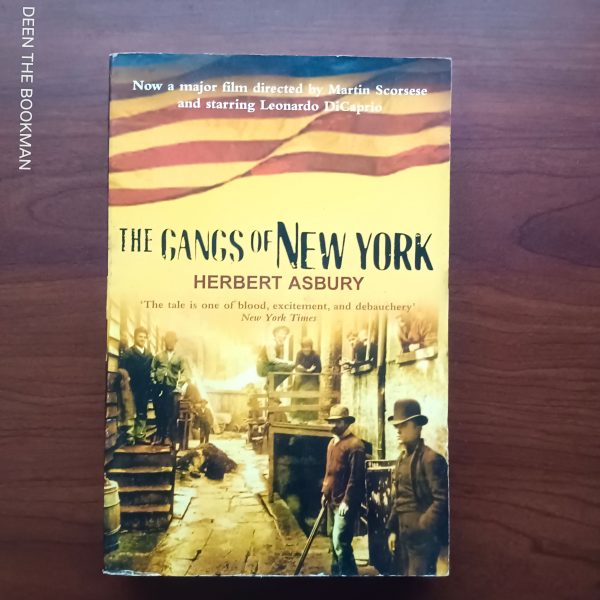 DEEN THE BOOKMAN
Now a major film directed by Martin Scorsese
and starring Leonardo DiCaprio
THE GANGS OF NEW YORK
HERBERT ASBURY
'The tale is one of blood, excitement, and debauchery'
New York Times